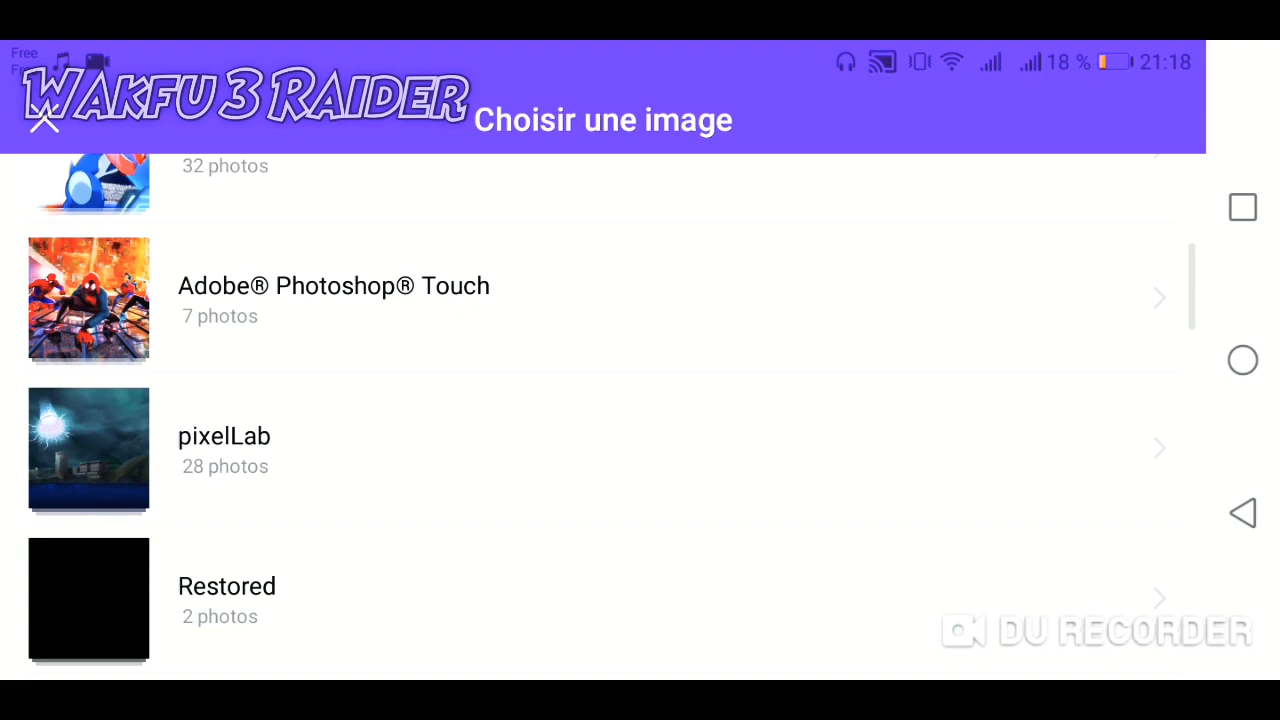 Free
18 % 21:18
WAKFU 3 RAIDER
Choisir une image
32 photos
Adobe® Photoshop® Touch
7 photos
pixelLab
28 photos
Restored
2 photos
DU RECORDER